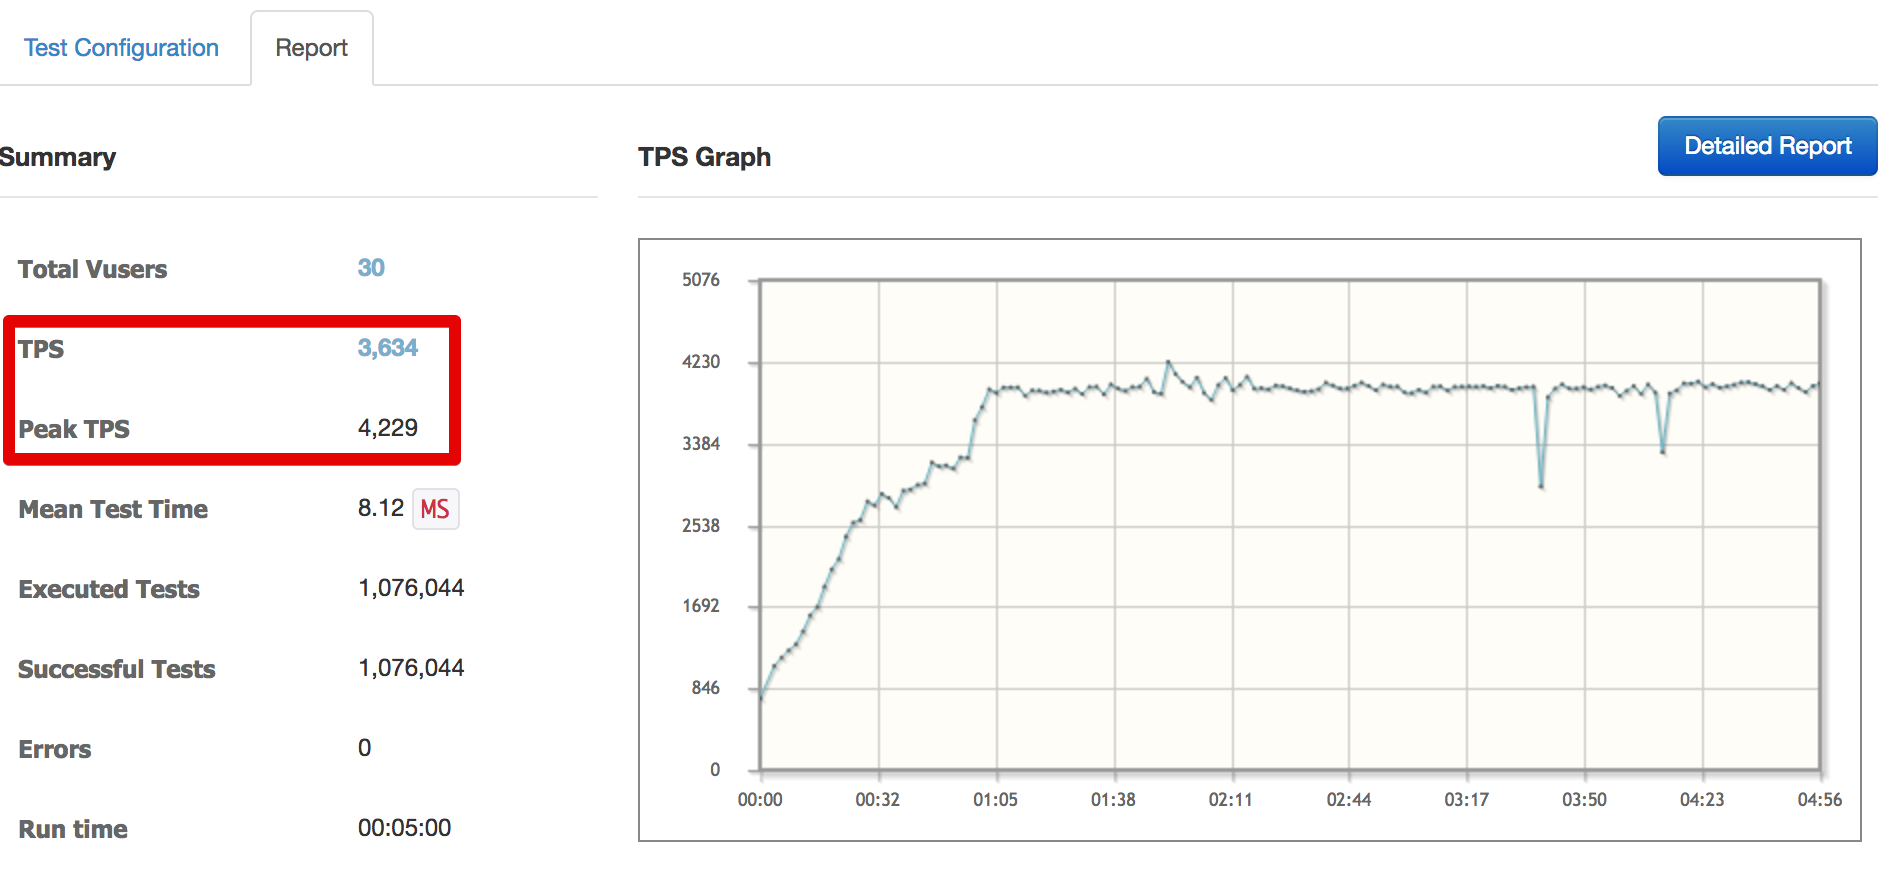 Test Configuration
Report
Summary
Total Vusers 30
TPS 3,634
Peak TPS 4,229
Mean Test Time 8.12 MS
Executed Tests 1,076,044
Successful Tests 1,076,044
Errors 0
Run time 00:05:00
TPS Graph
Detailed Report
5076
4230
3384
2538
1692
846
0
00:00 00:32 01:05 01:38 02:11 02:44 03:17 03:50 04:23 04:56